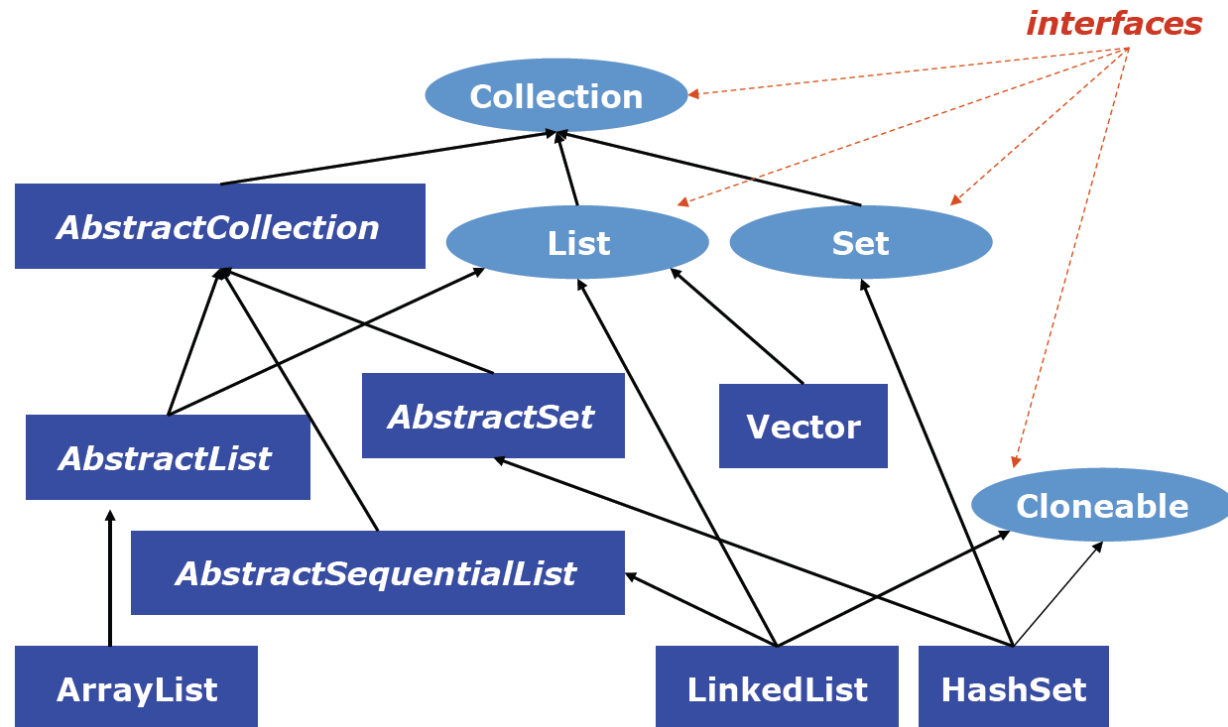 interfaces
Collection
AbstractCollection
List
Set
AbstractSet
Vector
AbstractList
Cloneable
AbstractSequentialList
ArrayList
LinkedList
HashSet